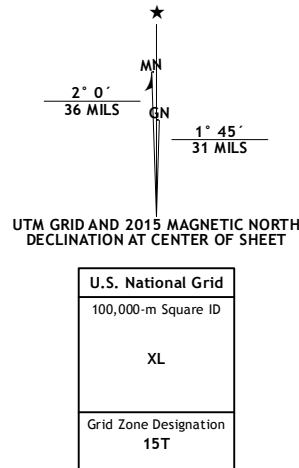 ★
MN
GN
2° 0´
36 MILS
1° 45´
31 MILS
UTM GRID AND 2015 MAGNETIC NORTH
DECLINATION AT CENTER OF SHEET
U.S. National Grid
100,000-m Square ID
XL
Grid Zone Designation
15T